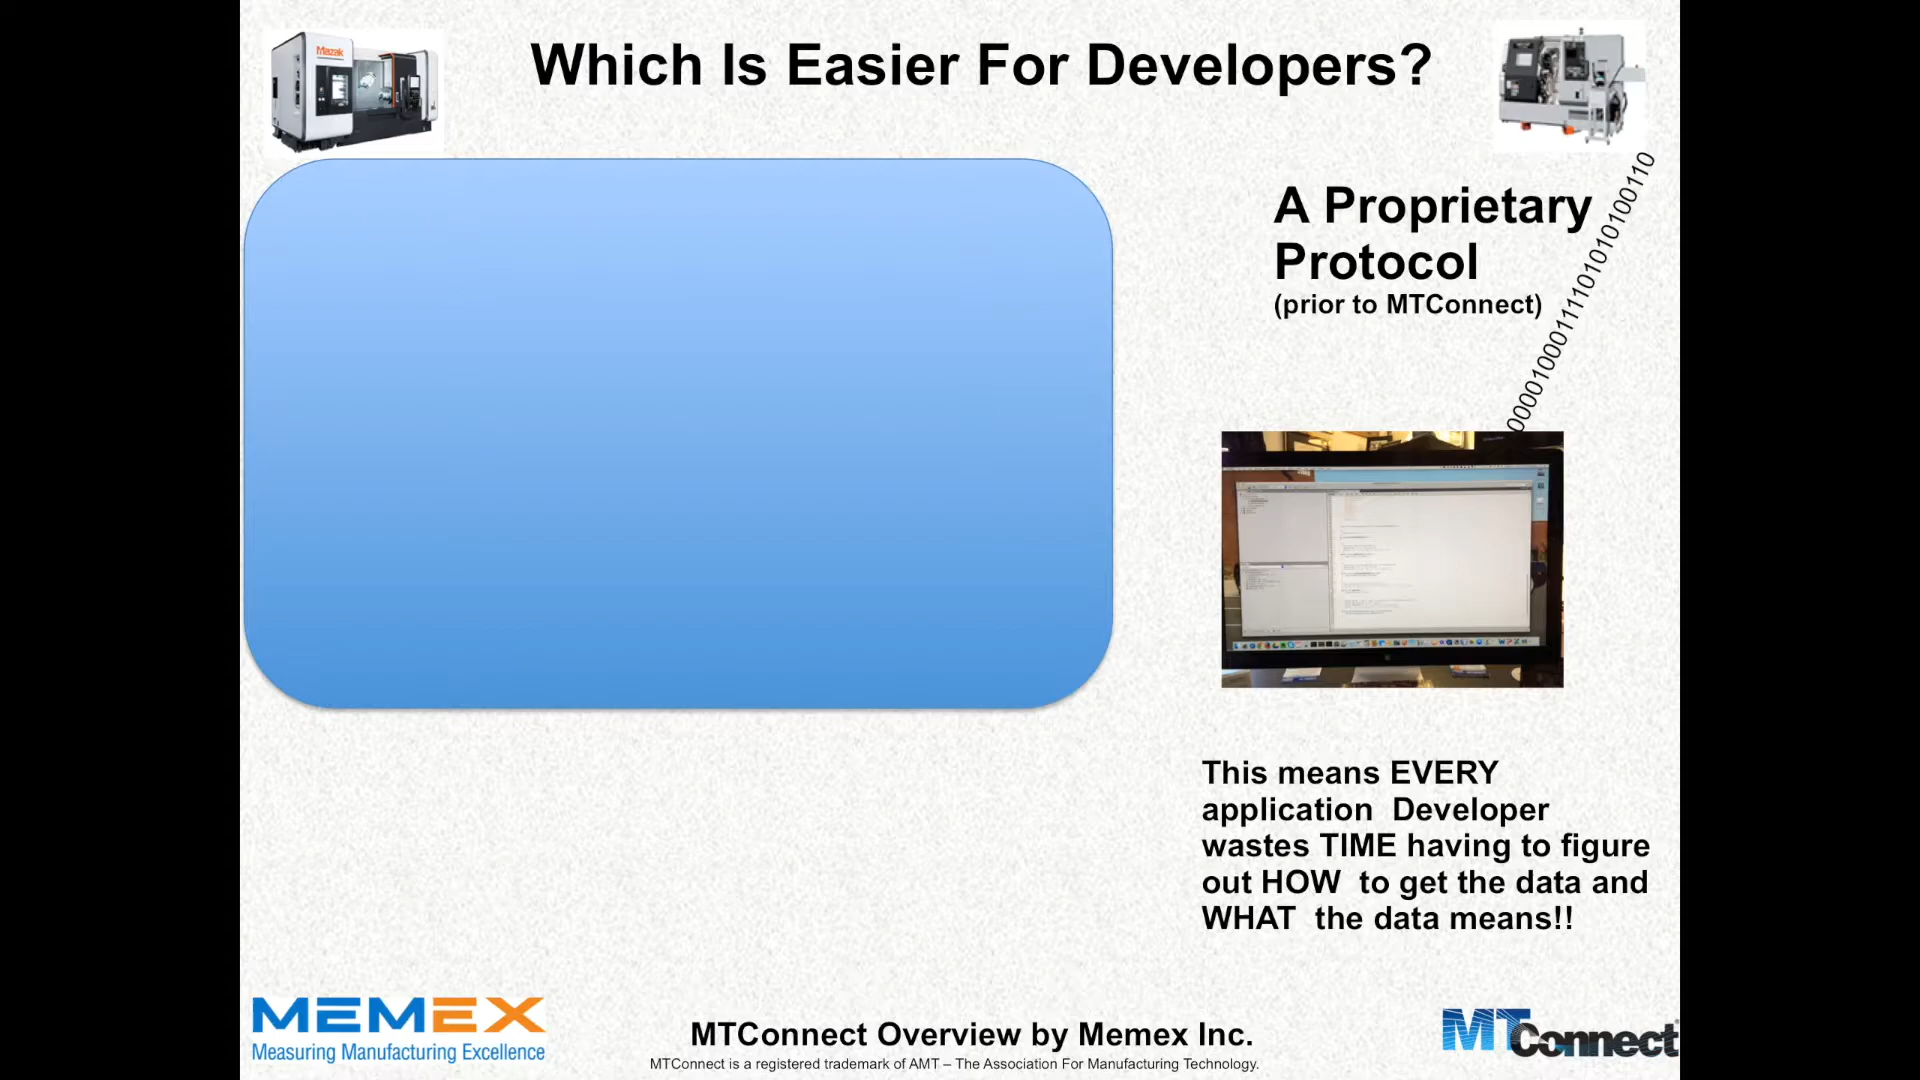 Mazak
Which Is Easier For Developers?
A Proprietary
Protocol
(prior to MTConnect)
This means EVERY
application Developer
wastes TIME having to figure
out HOW to get the data and
WHAT the data means!!
MEMEX
Measuring Manufacturing Excellence
MTConnect Overview by Memex Inc.
MTConnect is a registered trademark of AMT – The Association For Manufacturing Technology.
MTConnect